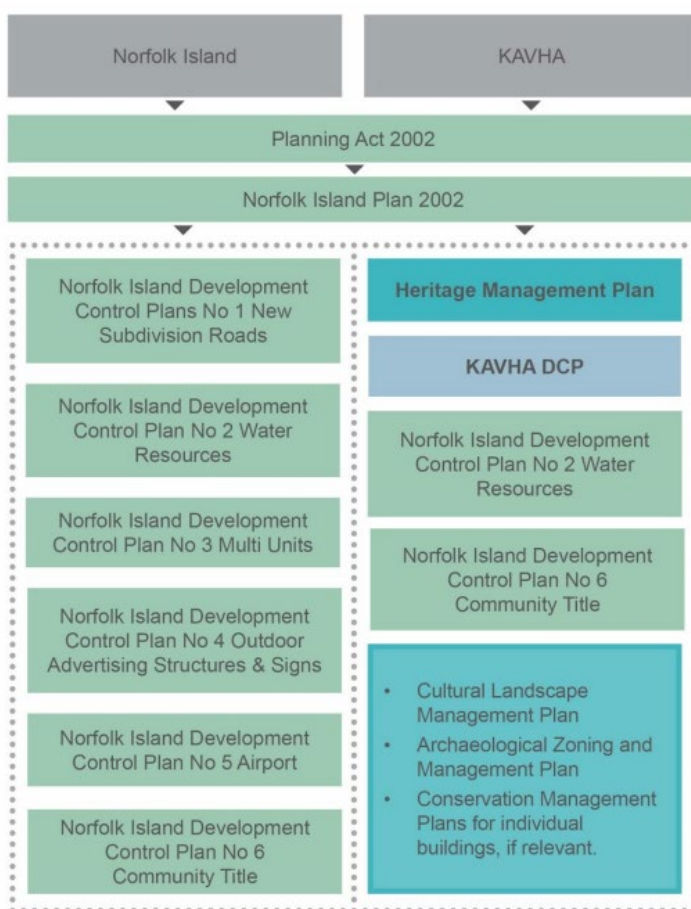 Norfolk Island
KAVHA
Planning Act 2002
Norfolk Island Plan 2002
Norfolk Island Development
Control Plans No 1 New
Subdivision Roads
Norfolk Island Development
Control Plan No 2 Water
Resources
Norfolk Island Development
Control Plan No 3 Multi Units
Norfolk Island Development
Control Plan No 4 Outdoor
Advertising Structures & Signs
Norfolk Island Development
Control Plan No 5 Airport
Norfolk Island Development
Control Plan No 6
Community Title
Heritage Management Plan
KAVHA DCP
Norfolk Island Development
Control Plan No 2 Water
Resources
Norfolk Island Development
Control Plan No 6
Community Title
• Cultural Landscape
Management Plan
• Archaeological Zoning and
Management Plan
• Conservation Management
Plans for individual
buildings, if relevant.